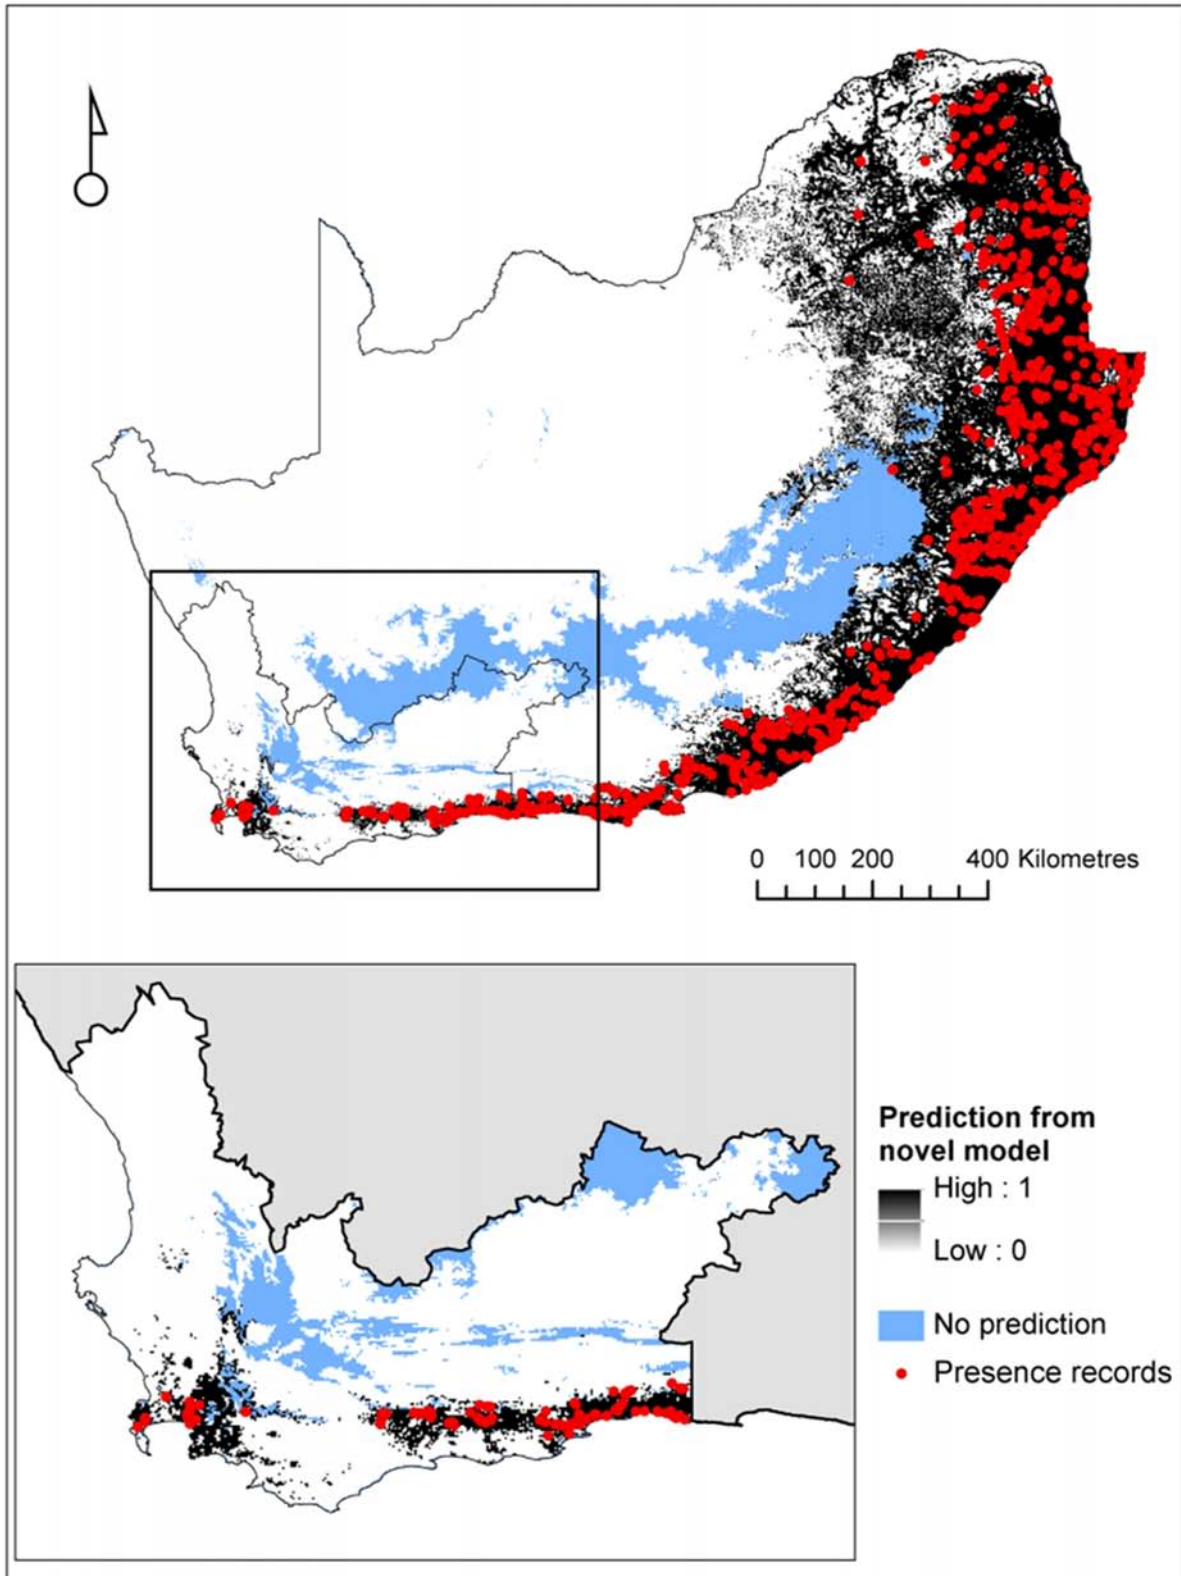 0 100 200 400 Kilometres
Prediction from
novel model
High : 1
Low : 0
No prediction
Presence records